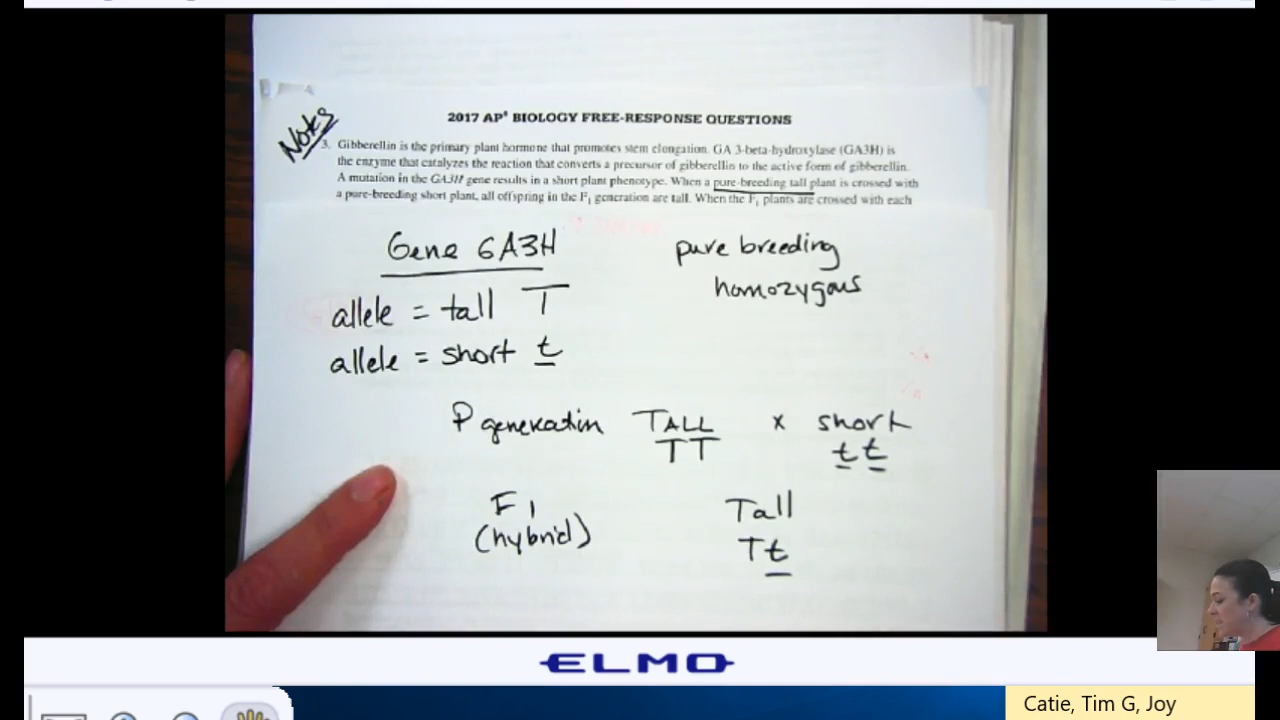 Notes
2017 AP® BIOLOGY FREE-RESPONSE QUESTIONS
3. Gibberellin is the primary plant hormone that promotes stem elongation. GA 3-beta-hydroxylase (GA3H) is
the enzyme that catalyzes the reaction that converts a precursor of gibberellin to the active form of gibberellin.
A mutation in the GA3H gene results in a short plant phenotype. When a pure-breeding tall plant is crossed with
a pure-breeding short plant, all offspring in the F₁ generation are tall. When the F₁ plants are crossed with each
Gene GA3H
pure breeding
homozygous
allele = tall T
allele = short t
P generation TALL x short
TT tt
F1 Tall
(hybrid) Tt
ELMO
Catie, Tim G, Joy